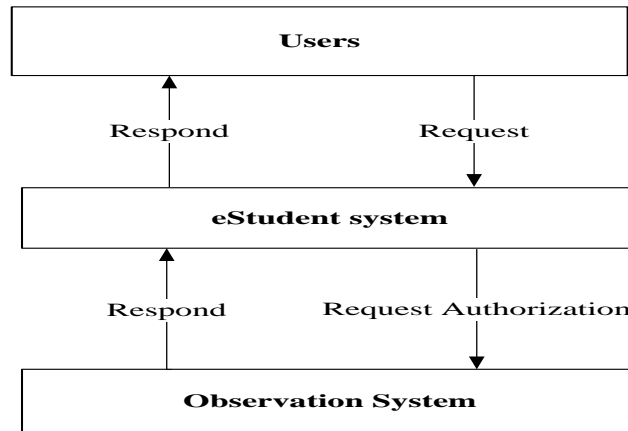 Users
Respond
Request
eStudent system
Respond
Request Authorization
Observation System